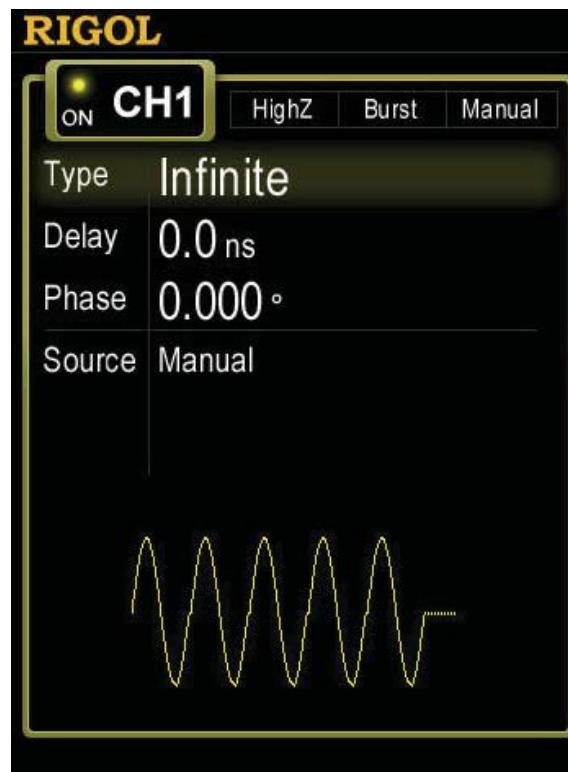 RIGOL
ON CH1 HighZ Burst Manual
Type Infinite
Delay 0.0 ns
Phase 0.000 °
Source Manual